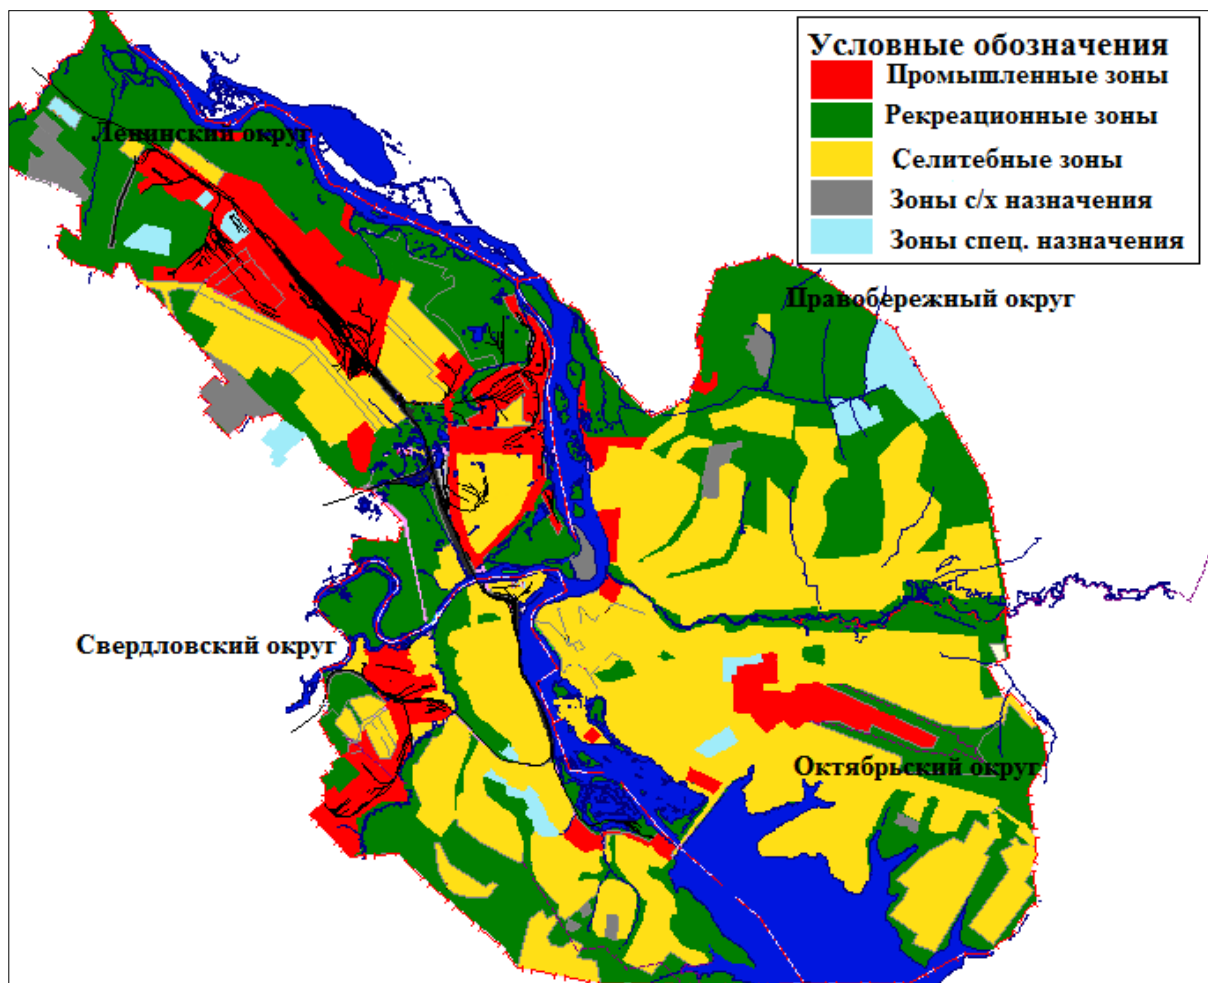 Условные обозначения
Промышленные зоны
Рекреационные зоны
Селитебные зоны
Зоны с/х назначения
Зоны спец. назначения
Ленинский округ
Правобережный округ
Свердловский округ
Октябрьский округ